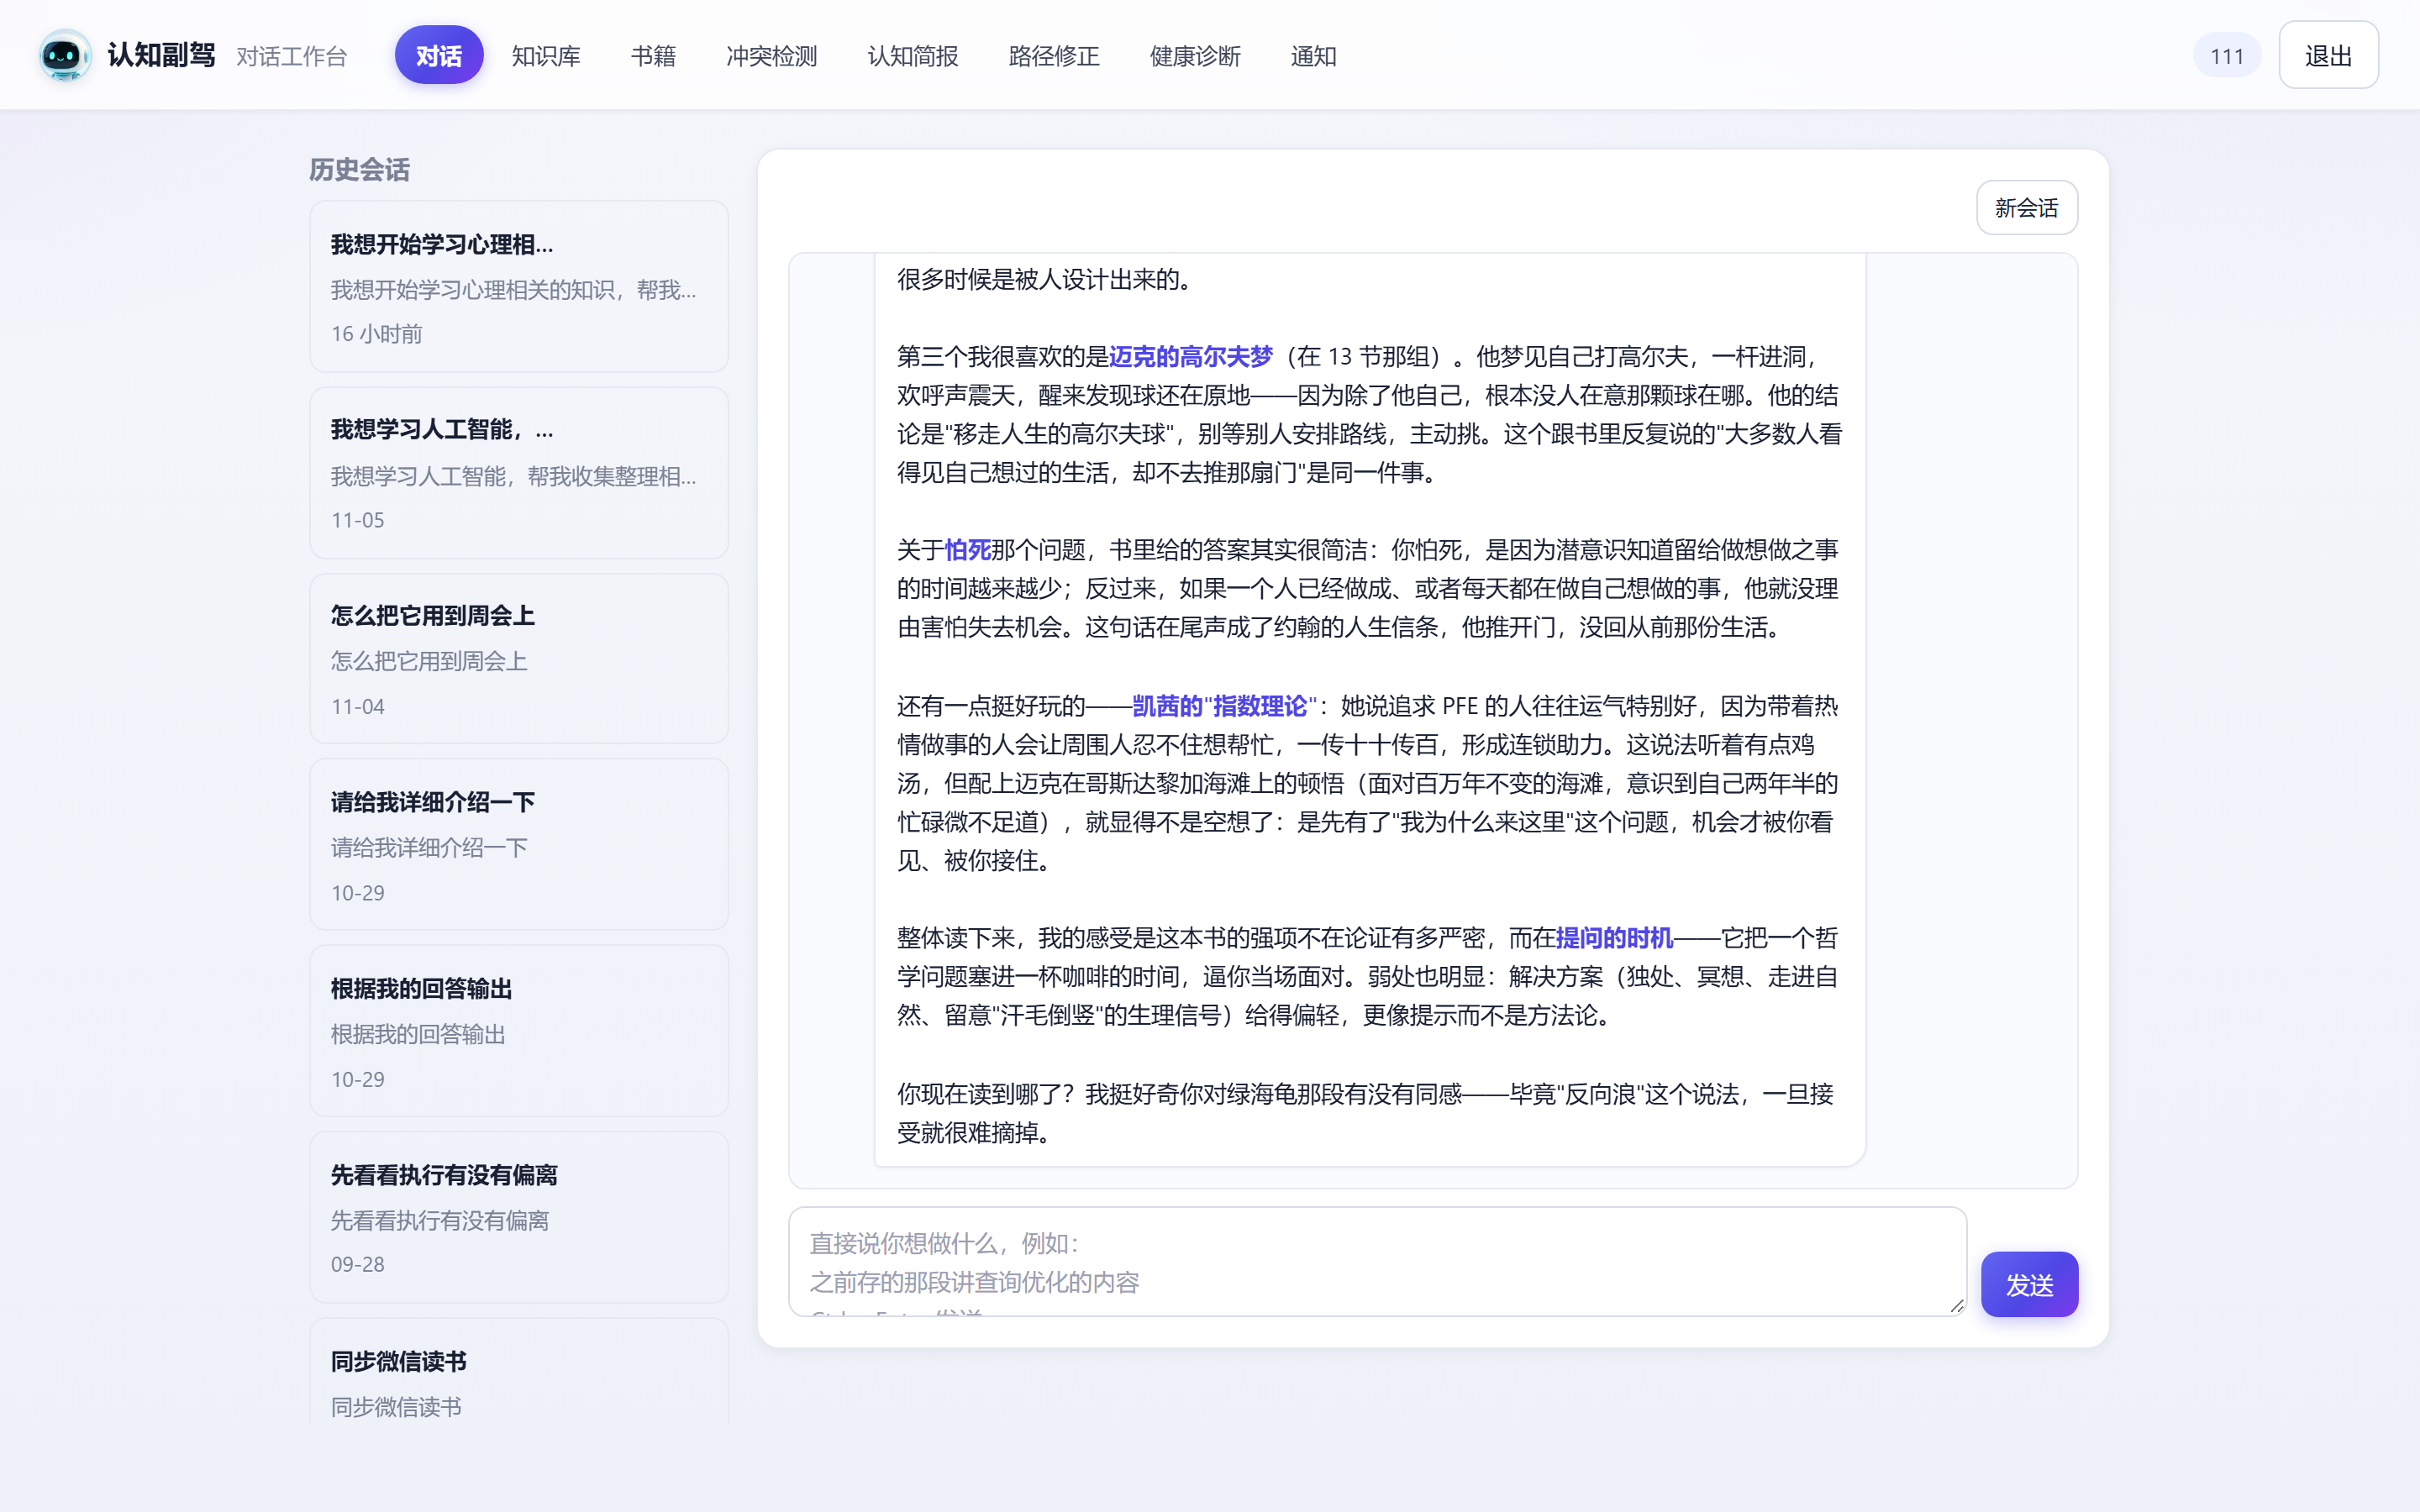 认知副驾 对话工作台 对话 知识库 书籍 冲突检测 认知简报 路径修正 健康诊断 通知 111 退出
历史会话
我想开始学习心理相...
我想开始学习心理相关的知识，帮我...
16 小时前
我想学习人工智能，...
我想学习人工智能，帮我收集整理相...
11-05
怎么把它用到周会上
怎么把它用到周会上
11-04
请给我详细介绍一下
请给我详细介绍一下
10-29
根据我的回答输出
根据我的回答输出
10-29
先看看执行有没有偏离
先看看执行有没有偏离
09-28
同步微信读书
同步微信读书
新会话
很多时候是被人设计出来的。
第三个我很喜欢的是迈克的高尔夫梦（在 13 节那组）。他梦见自己打高尔夫，一杆进洞，
欢呼声震天，醒来发现球还在原地——因为除了他自己，根本没人在意那颗球在哪。他的结
论是"移走人生的高尔夫球"，别等别人安排路线，主动挑。这个跟书里反复说的"大多数人看
得见自己想过的生活，却不去推那扇门"是同一件事。
关于怕死那个问题，书里给的答案其实很简洁：你怕死，是因为潜意识知道留给做想做之事
的时间越来越少；反过来，如果一个人已经做成、或者每天都在做自己想做的事，他就没理
由害怕失去机会。这句话在尾声成了约翰的人生信条，他推开门，没回从前那份生活。
还有一点挺好玩的——凯茜的"指数理论"：她说追求 PFE 的人往往运气特别好，因为带着热
情做事的人会让周围人忍不住想帮忙，一传十十传百，形成连锁助力。这说法听着有点鸡
汤，但配上迈克在哥斯达黎加海滩上的顿悟（面对百万年不变的海滩，意识到自己两年半的
忙碌微不足道），就显得不是空想了：是先有了"我为什么来这里"这个问题，机会才被你看
见、被你接住。
整体读下来，我的感受是这本书的强项不在论证有多严密，而在提问的时机——它把一个哲
学问题塞进一杯咖啡的时间，逼你当场面对。弱处也明显：解决方案（独处、冥想、走进自
然、留意"汗毛倒竖"的生理信号）给得偏轻，更像提示而不是方法论。
你现在读到哪了？我挺好奇你对绿海龟那段有没有同感——毕竟"反向浪"这个说法，一旦接
受就很难摘掉。
直接说你想做什么，例如：
之前存的那段讲查询优化的内容
发送